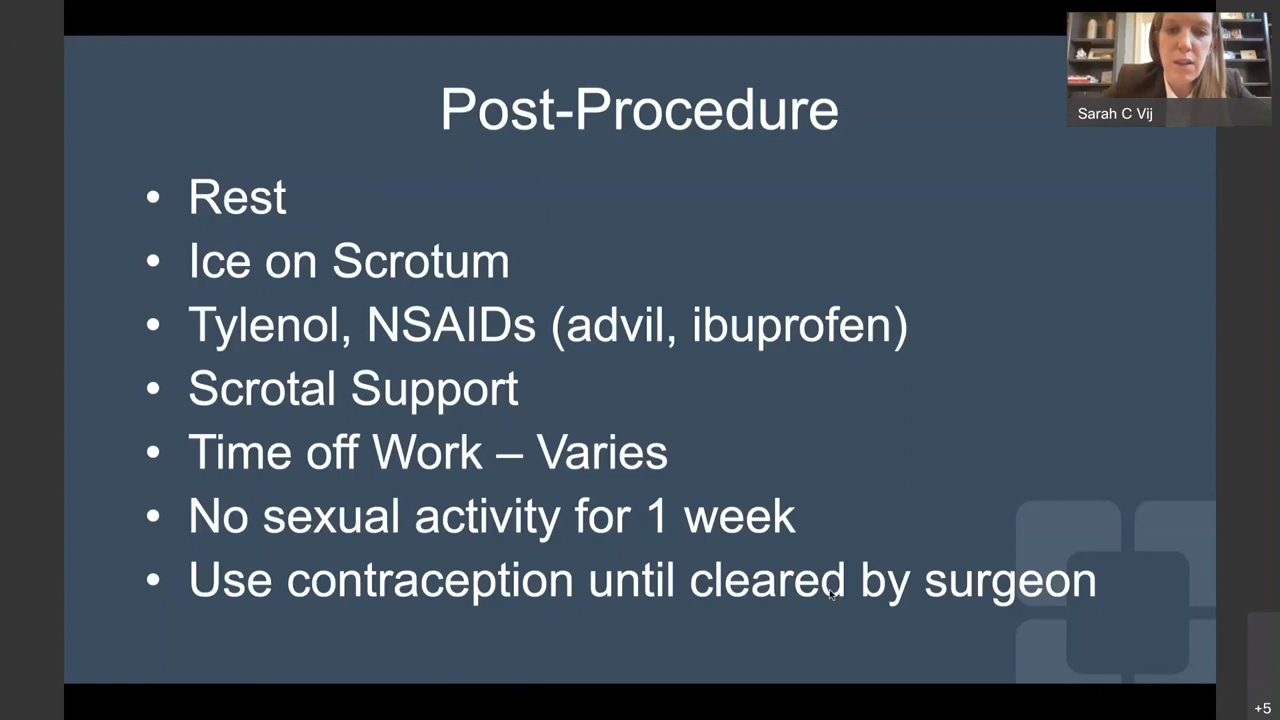 Post-Procedure
Sarah C Vij
• Rest
• Ice on Scrotum
• Tylenol, NSAIDs (advil, ibuprofen)
• Scrotal Support
• Time off Work – Varies
• No sexual activity for 1 week
• Use contraception until cleared by surgeon
+5